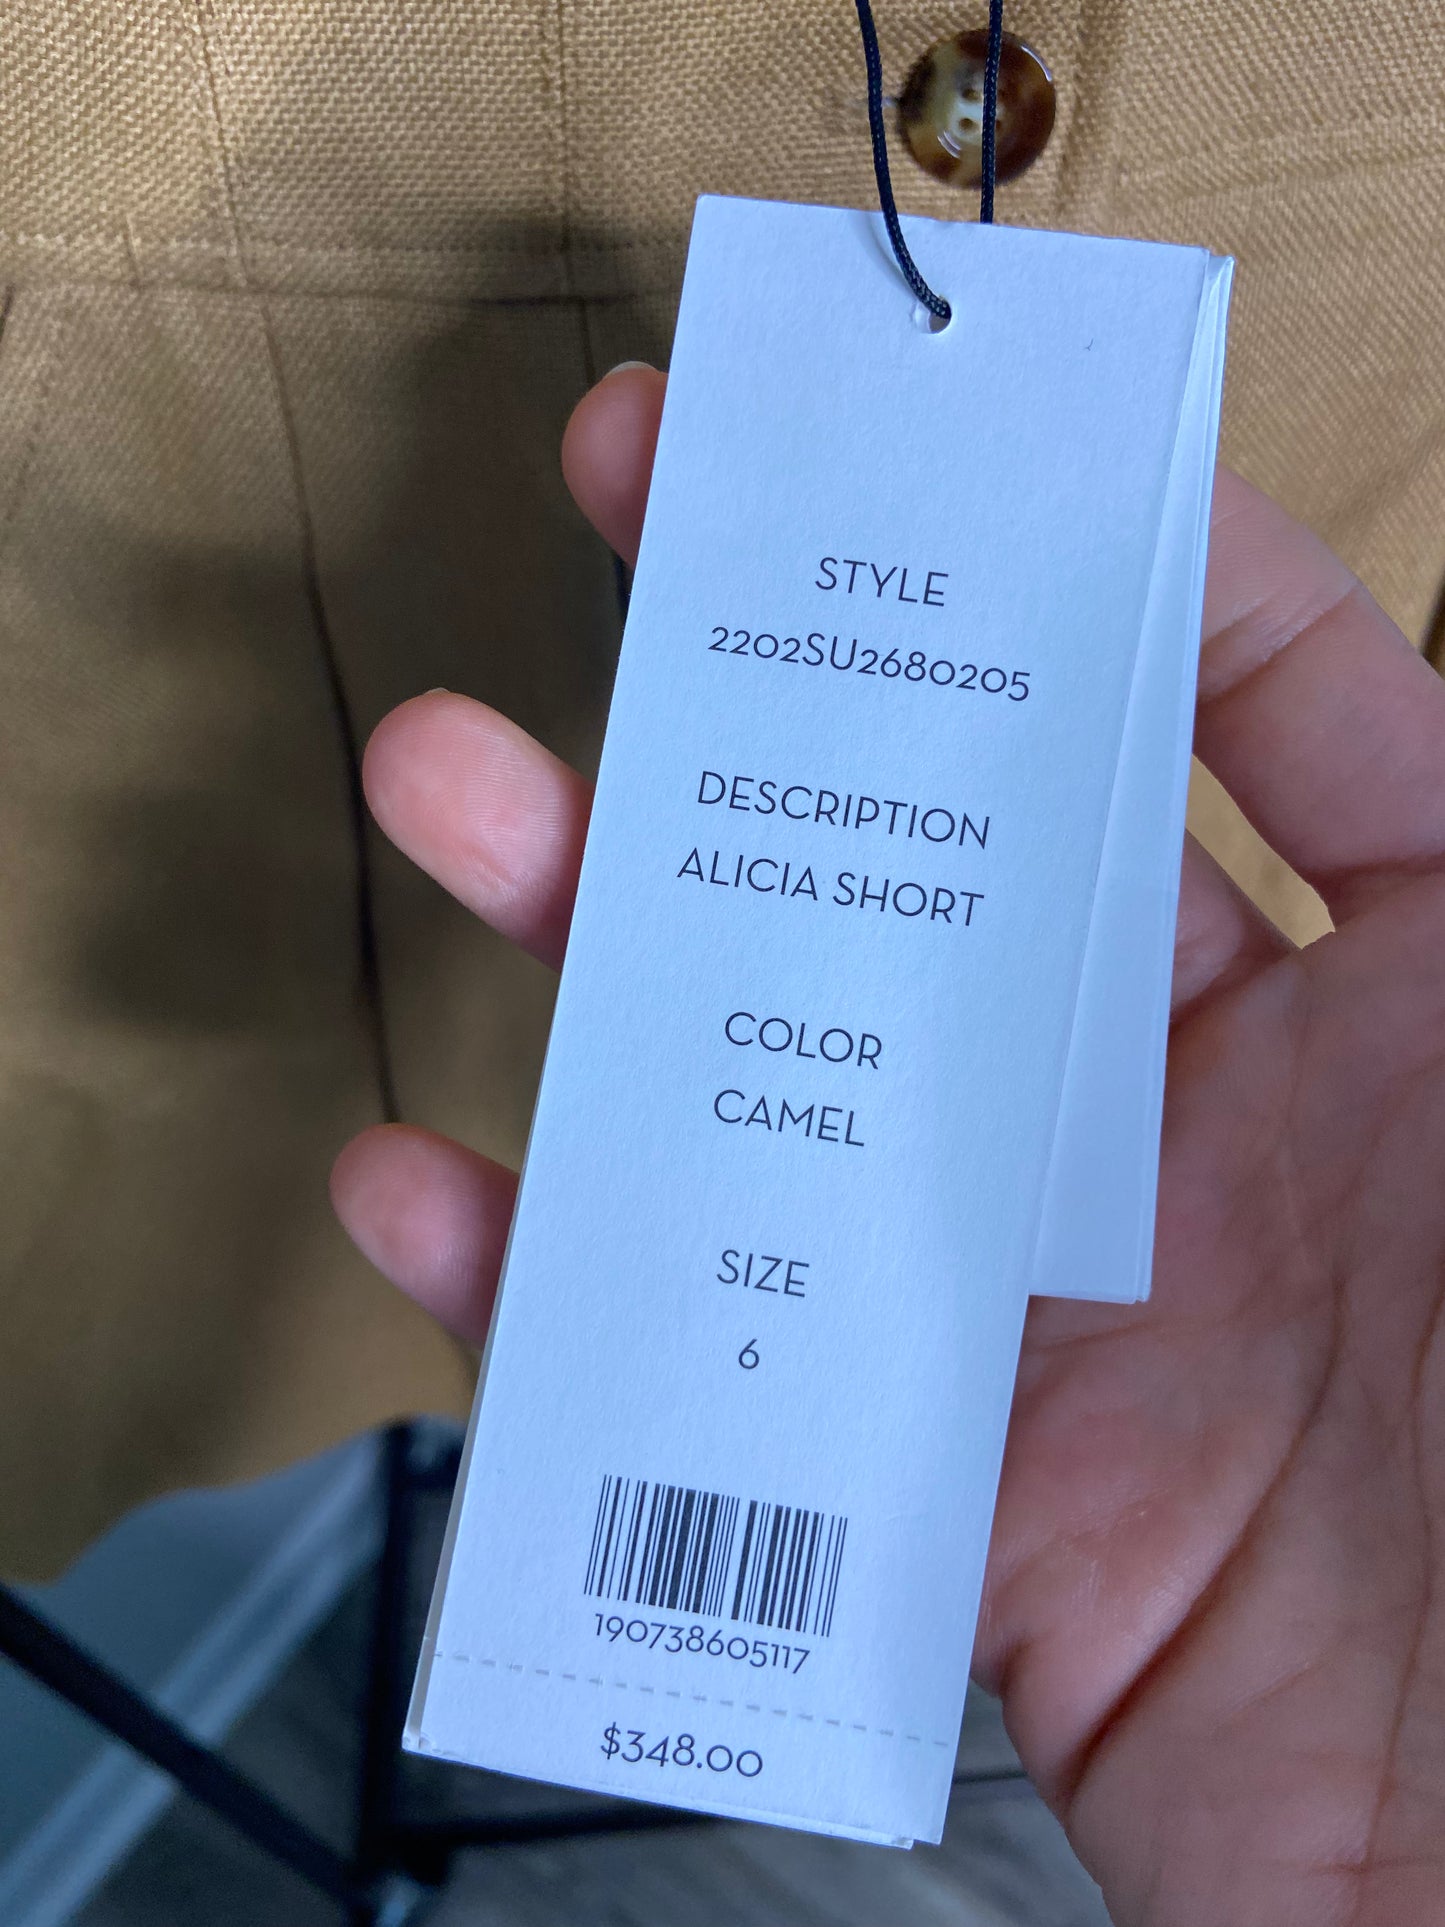 STYLE
2202SU2680205
DESCRIPTION
ALICIA SHORT
COLOR
CAMEL
SIZE
6
190738605117
$348.00